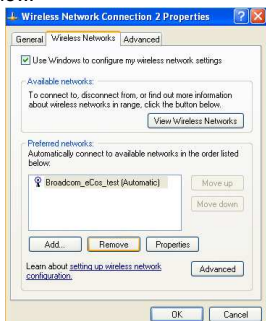 Wireless Network Connection 2 Properties
General Wireless Networks Advanced
Use Windows to configure my wireless network settings
Available networks:
To connect to, disconnect from, or find out more information
about wireless networks in range, click the button below.
View Wireless Networks
Preferred networks:
Automatically connect to available networks in the order listed
below:
Broadcom_eCos_test (Automatic)
Move up
Move down
Add... Remove Properties
Learn about setting up wireless network
configuration.
Advanced
OK Cancel